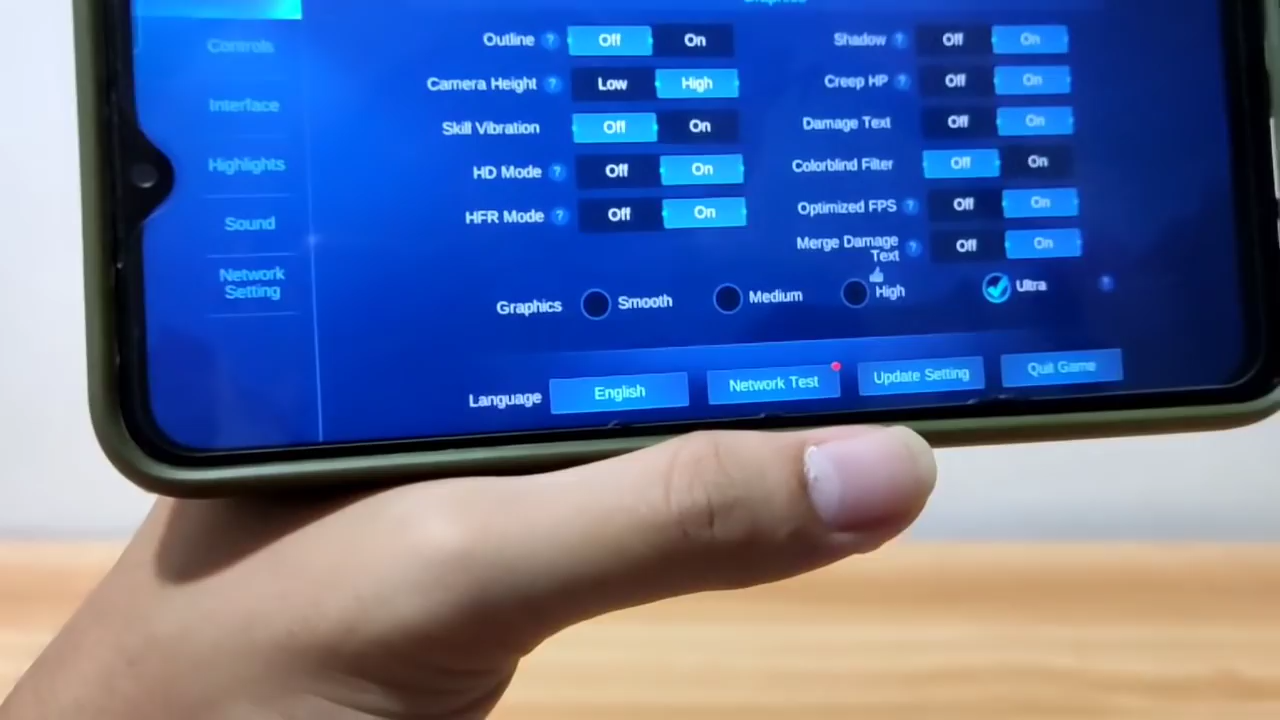 Graphics
Controls
Interface
Highlights
Sound
Network
Setting
Outline ? Off On
Camera Height ? Low High
Skill Vibration Off On
HD Mode ? Off On
HFR Mode ? Off On
Shadow ? Off On
Creep HP ? Off On
Damage Text Off On
Colorblind Filter Off On
Optimized FPS ? Off On
Merge Damage
Text ? Off On
Graphics Smooth Medium High Ultra ?
Language English Network Test Update Setting Quit Game